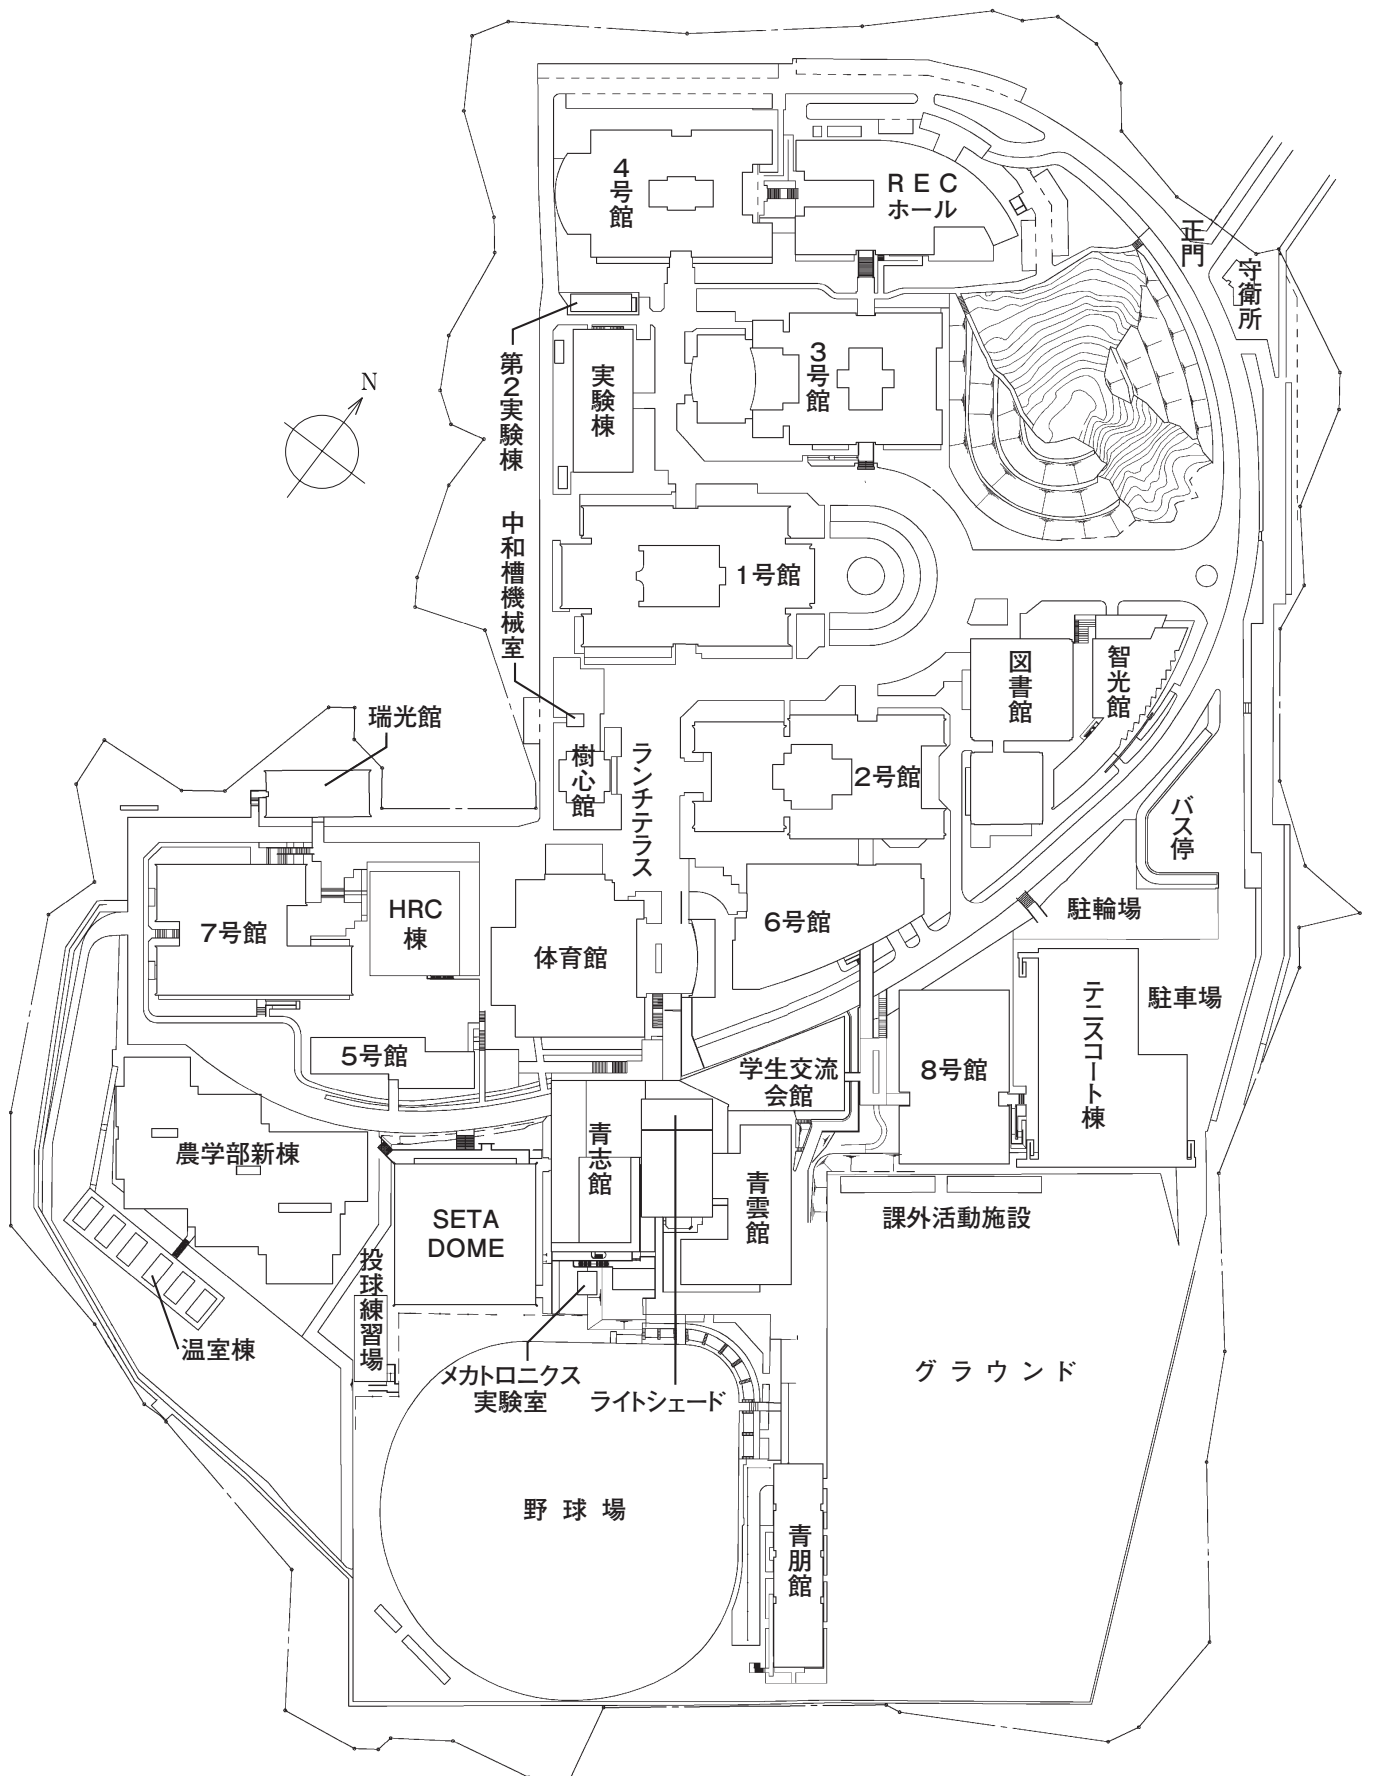 4号館
REC
ホール
正門
守衛所
N
第2実験棟
実験棟
3号館
中和槽機械室
1号館
図書館
智光館
瑞光館
樹心館
ランチテラス
2号館
バス停
7号館
HRC
棟
体育館
6号館
駐輪場
テニスコート棟
駐車場
5号館
学生交流
会館
8号館
農学部新棟
青志館
SETA
DOME
青雲館
課外活動施設
投球練習場
温室棟
メカトロニクス
実験室
ライトシェード
グラウンド
野球場
青朋館